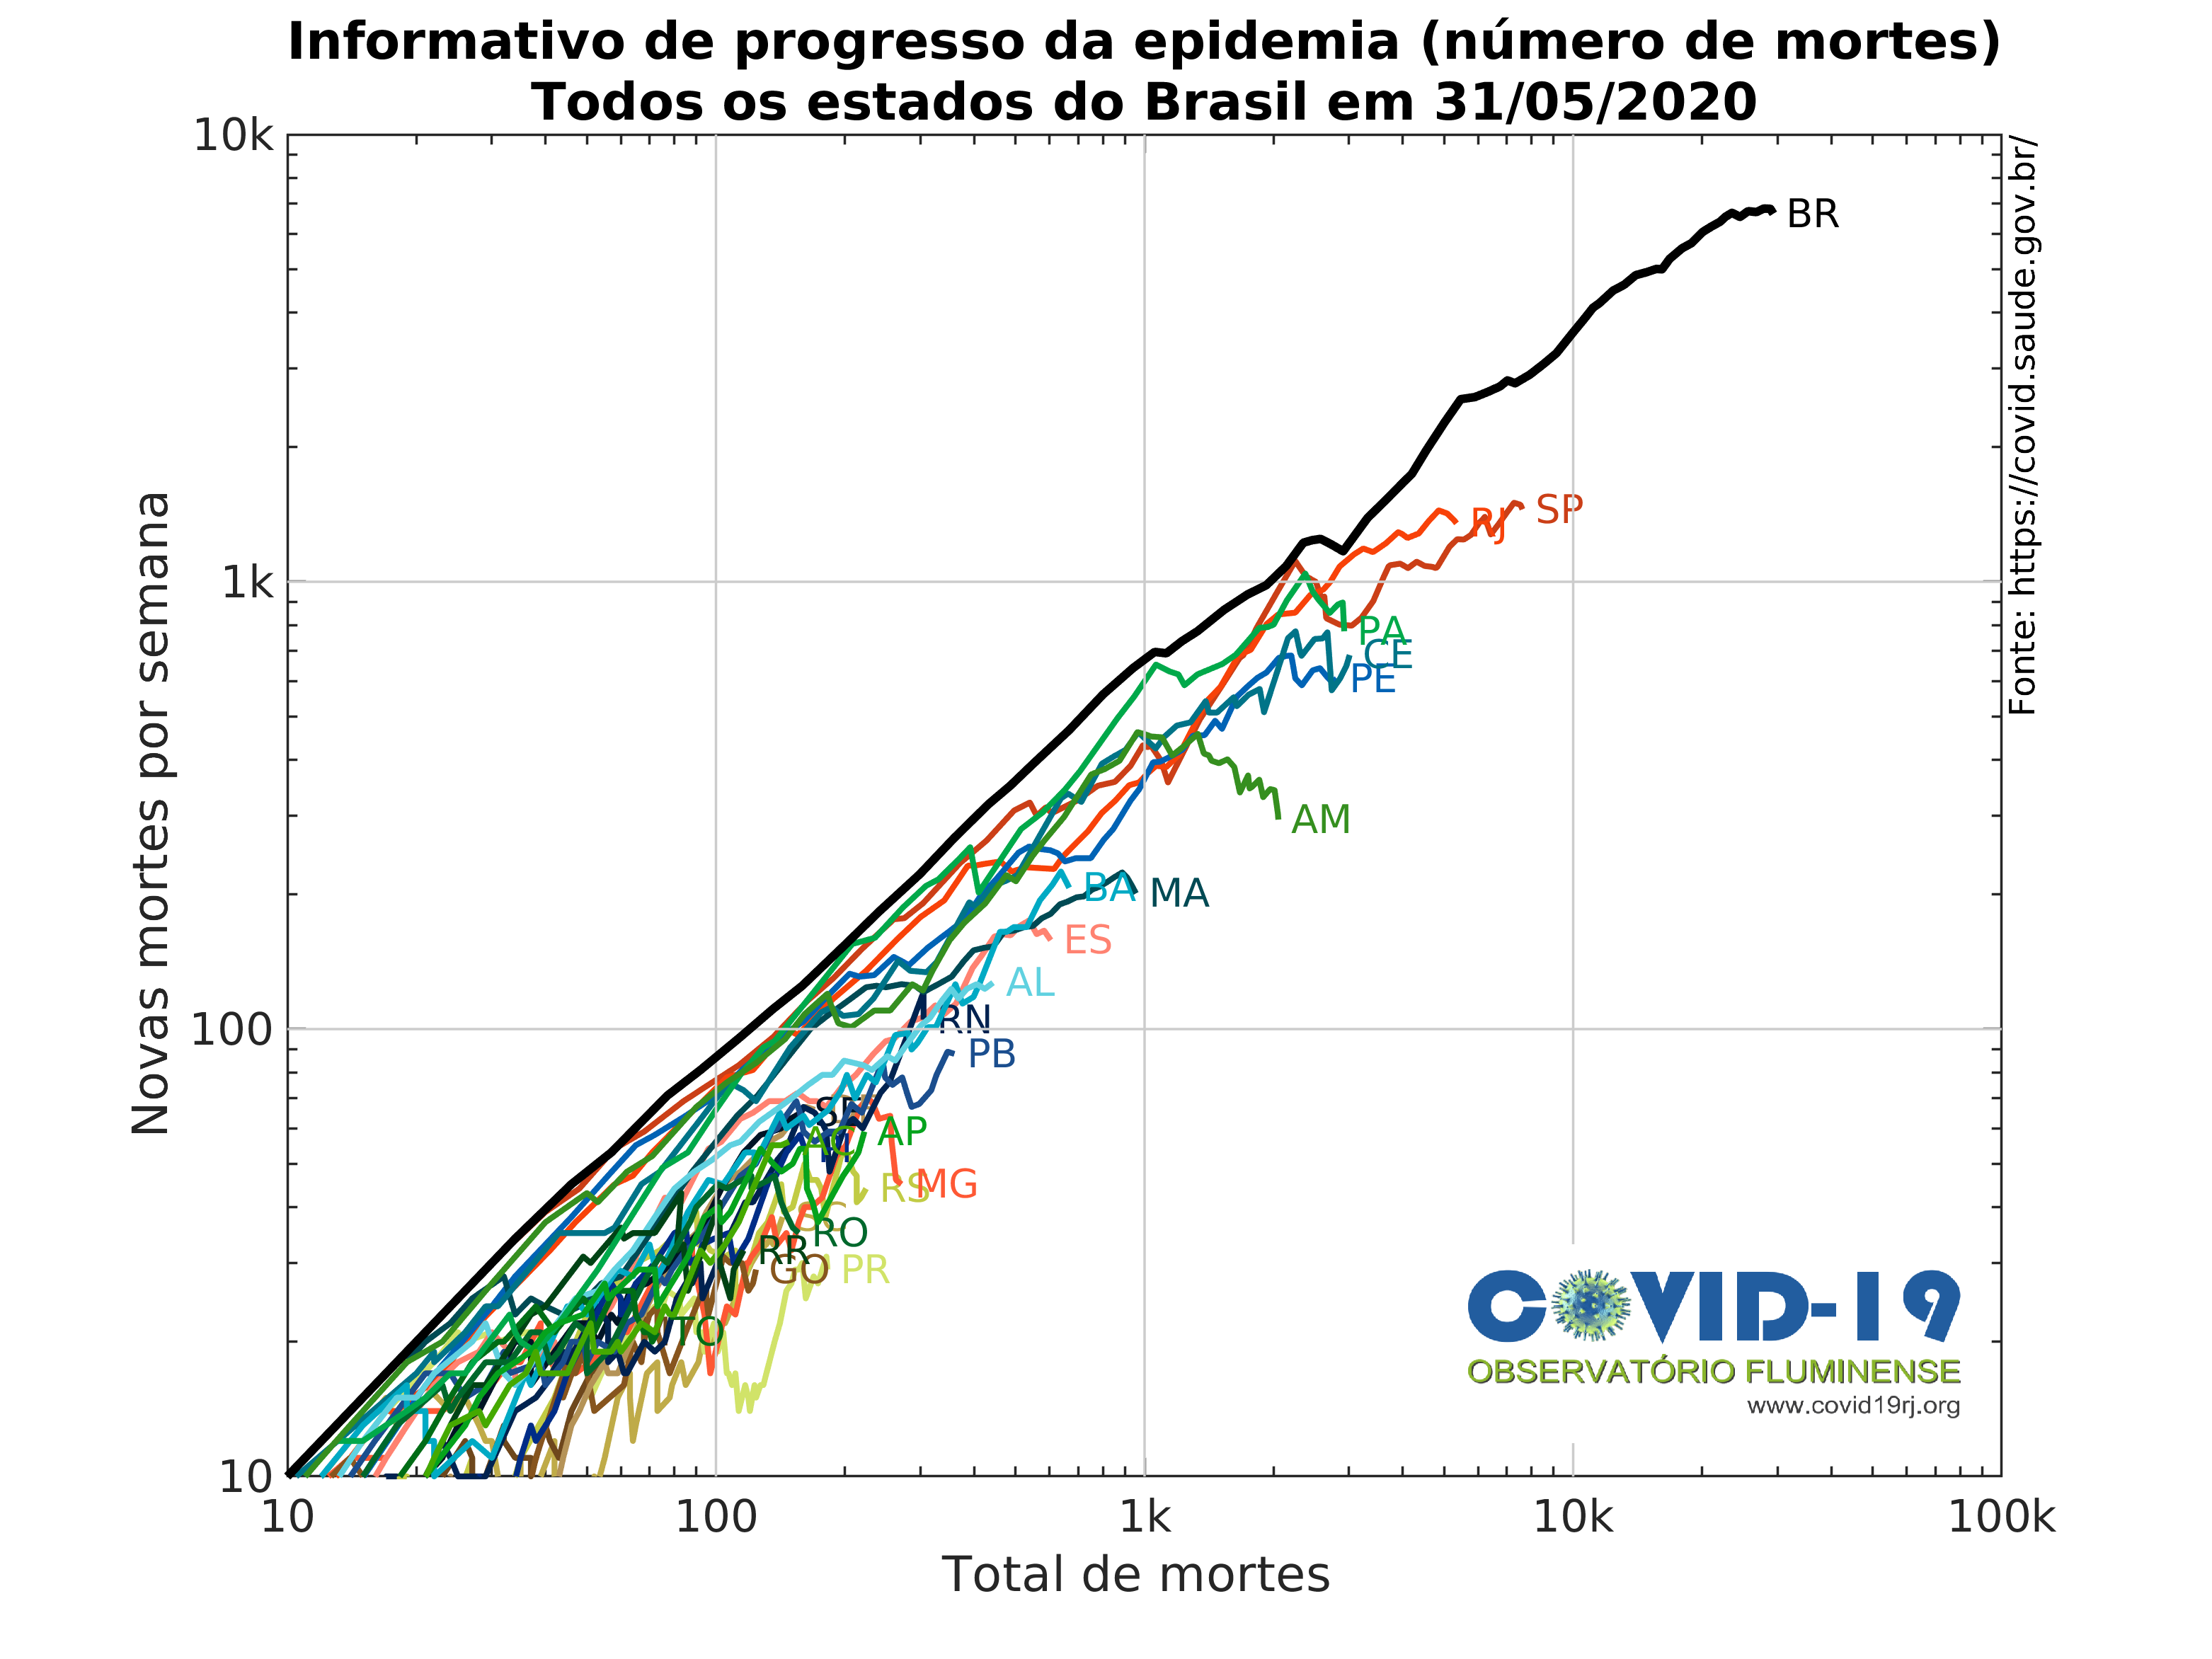 Informativo de progresso da epidemia (número de mortes)
Todos os estados do Brasil em 31/05/2020
10k
1k
100
10
Novas mortes por semana
10
100
1k
10k
100k
Total de mortes
Fonte: https://covid.saude.gov.br/
BR
SP
RJ
PA
CE
PE
AM
BA
MA
ES
AL
RN
PB
AP
RS
MG
RO
RR
GO
PR
TO
COVID-19
OBSERVATÓRIO FLUMINENSE
www.covid19rj.org